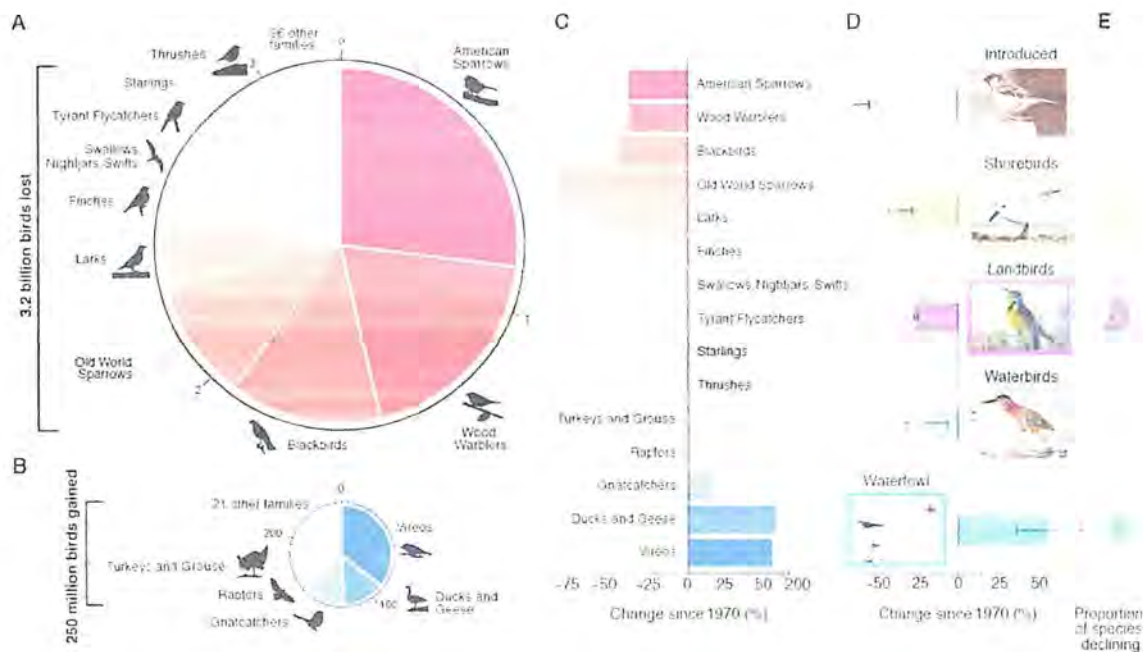 A
3.2 billion birds lost
other
families
0
American
Sparrows
Thrushes
3
Starlings
Tyrant Flycatchers
Swallows,
Nightjars, Swifts
Finches
Larks
Old World
Sparrows
2
1
Blackbirds
Wood
Warblers
B
250 million birds gained
0
21 other families
200
100
Vireos
Ducks and
Geese
Turkeys and Grouse
Raptors
Gnatcatchers
C
American Sparrows
Wood Warblers
Blackbirds
Old World Sparrows
Larks
Finches
Swallows, Nightjars, Swifts
Tyrant Flycatchers
Starlings
Thrushes
Turkeys and Grouse
Raptors
Gnatcatchers
Ducks and Geese
Vireos
-75 -25 0 50 200
Change since 1970 (%)
D
Introduced
Shorebirds
Landbirds
Waterbirds
Waterfowl
-50 -25 0 50
Change since 1970 (%)
E
Proportion
of species
declining